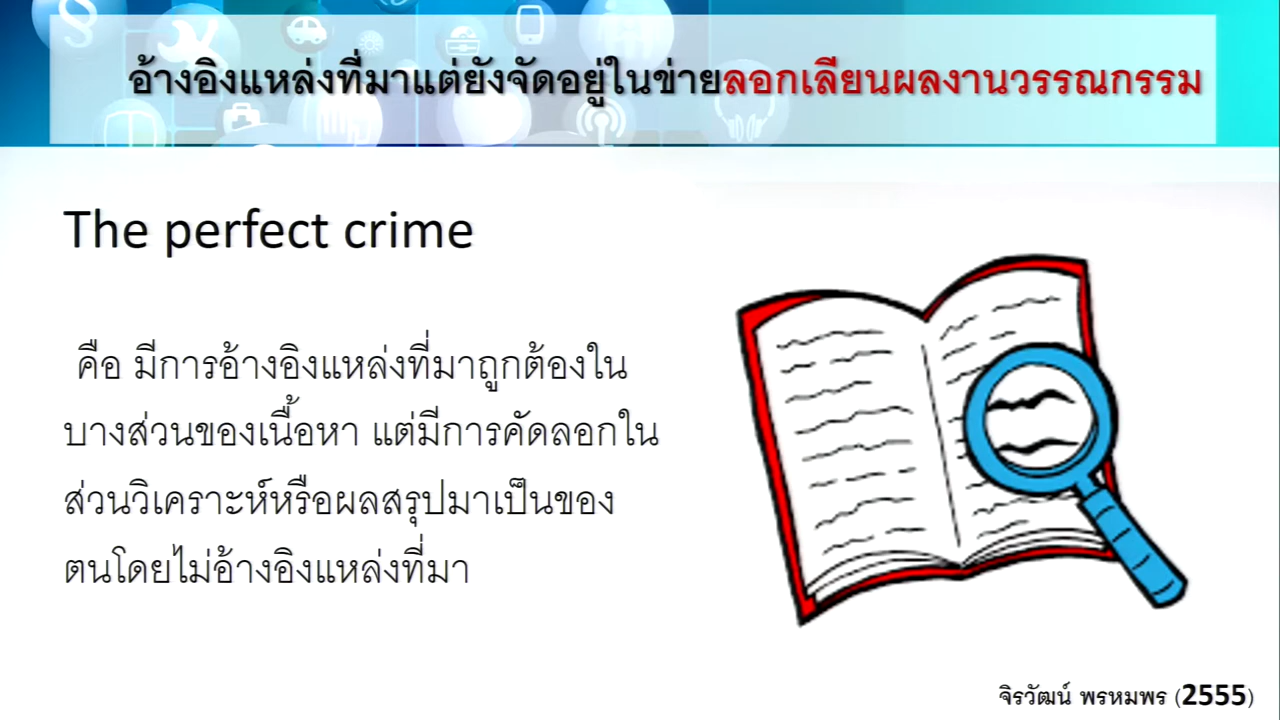 อ้างอิงแหล่งที่มาแต่ยังจัดอยู่ในข่ายลอกเลียนผลงานวรรณกรรม
The perfect crime
คือ มีการอ้างอิงแหล่งที่มาถูกต้องใน
บางส่วนของเนื้อหา แต่มีการคัดลอกใน
ส่วนวิเคราะห์หรือผลสรุปมาเป็นของ
ตนโดยไม่อ้างอิงแหล่งที่มา
จิรวัฒน์ พรหมพร (2555)